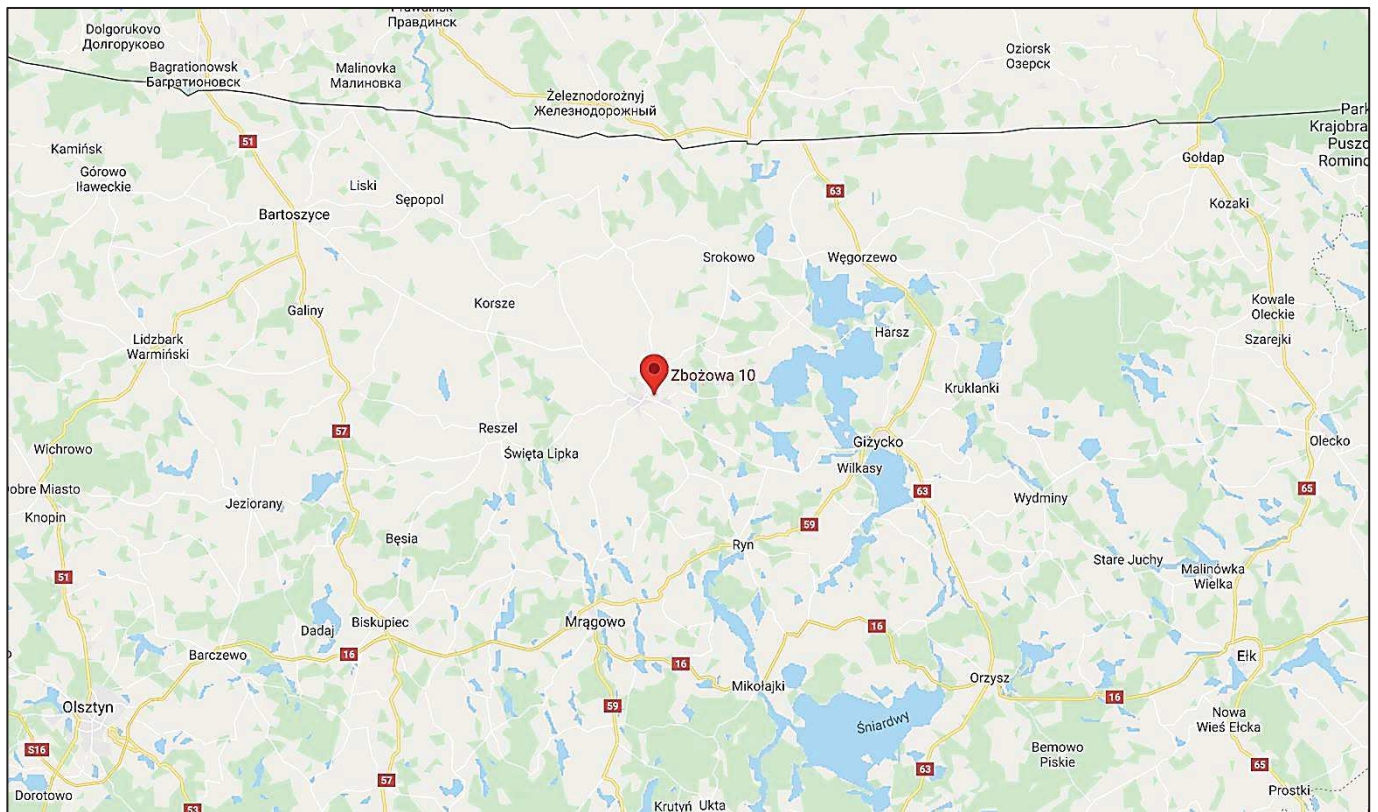 Правдинск
Dolgorukovo
Долгоруково
Bagrationowsk
Багратионовск
Malinovka
Малиновка
Oziorsk
Озерск
Żeleznodorożnyj
Железнодорожный
Park
Krajobra
Puszc
Rominc
51
Kamińsk
Górowo
Iławeckie
Gołdap
Liski
Sępopol
63
Kozaki
Bartoszyce
Srokowo
Węgorzewo
Korsze
Galiny
Kowale
Oleckie
Harsz
Lidzbark
Warmiński
Szarejki
Zbożowa 10
Kruklanki
57
Reszel
Giżycko
Olecko
Wichrowo
Święta Lipka
Wilkasy
Dobre Miasto
65
63
Jeziorany
Wydminy
Knopin
59
Bęsia
Ryn
Stare Juchy
Malinówka
Wielka
51
Dadaj
Biskupiec
Mrągowo
16
Barczewo
16
16
Ełk
Mikołajki
Orzysz
16
Olsztyn
59
Śniardwy
Nowa
Wieś Ełcka
S16
Bemowo
Piskie
63
65
57
Dorotowo
53
Krutyń
Ukta
Prostki